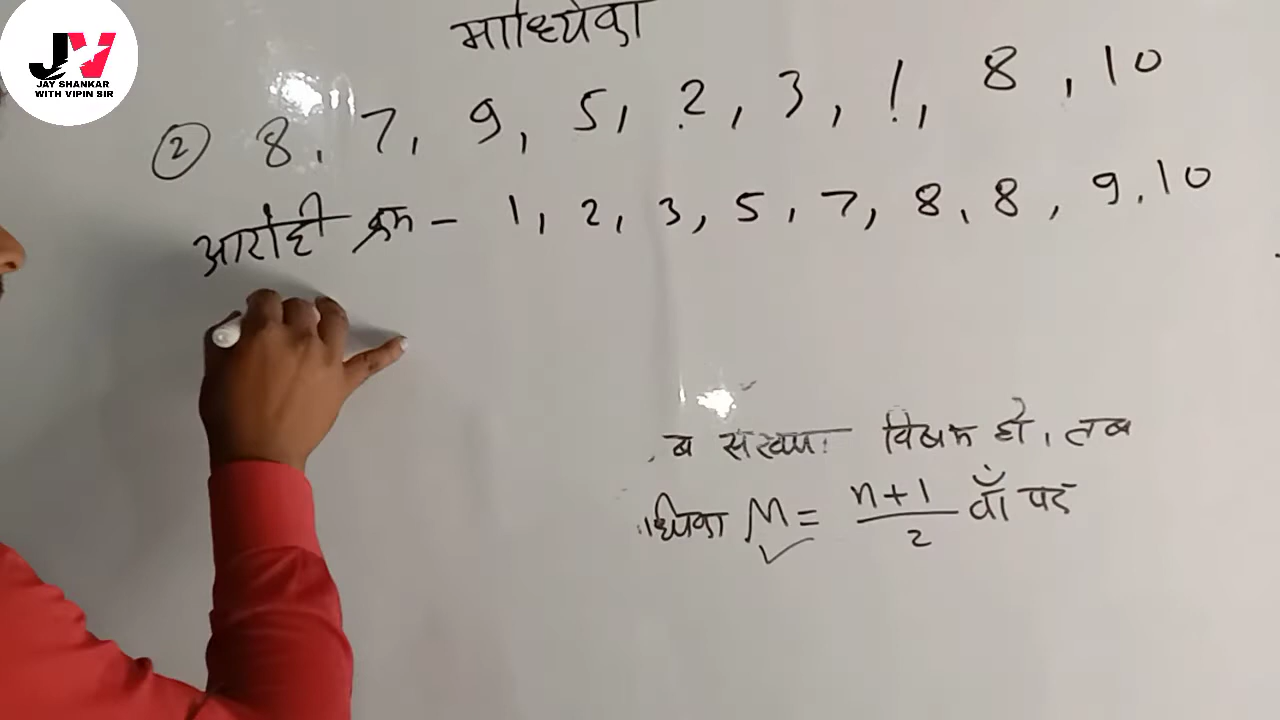 JV
JAY SHANKAR
WITH VIPIN SIR
माध्यिका
② 8, 7, 9, 5, 2, 3, 1, 8, 10
आरोही क्रम - 1, 2, 3, 5, 7, 8, 8, 9, 10
ब संख्या विषम हो, तब
ध्यिका M = n+1/2 वाँ पद